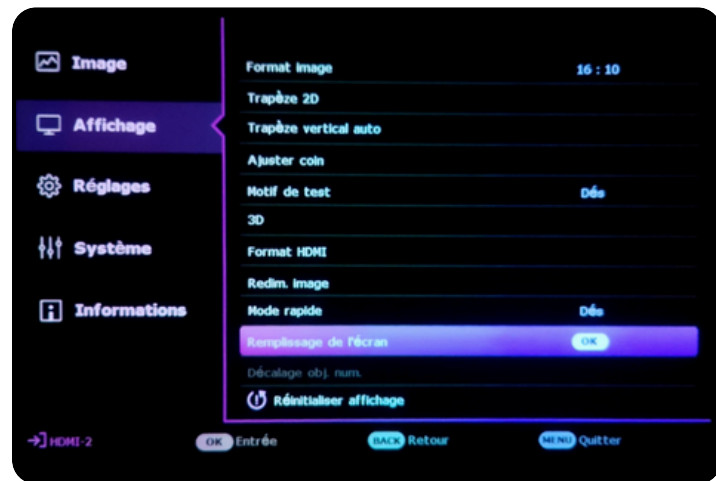 Image
Affichage
Réglages
Système
Informations
Format image 16 : 10
Trapèze 2D
Trapèze vertical auto
Ajuster coin
Motif de test Dés
3D
Format HDMI
Redim. image
Mode rapide Dés
Remplissage de l'écran OK
Décalage obj. num.
Réinitialiser affichage
HDMI-2 OK Entrée BACK Retour MENU Quitter